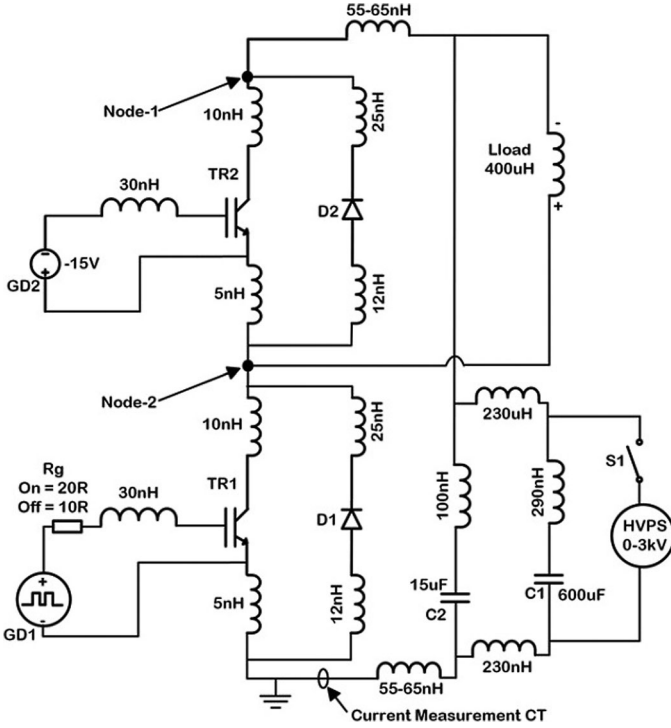 55-65nH
Node-1
10nH
25nH
-
Lload
400uH
+
TR2
30nH
D2
-
-15V
+
GD2
5nH
12nH
Node-2
10nH
25nH
230uH
S1
Rg
On = 20R
Off = 10R
30nH
TR1
D1
100nH
290nH
HVPS
0-3kV
+
-
GD1
5nH
12nH
15uF
C2
C1
600uF
55-65nH
230nH
Current Measurement CT